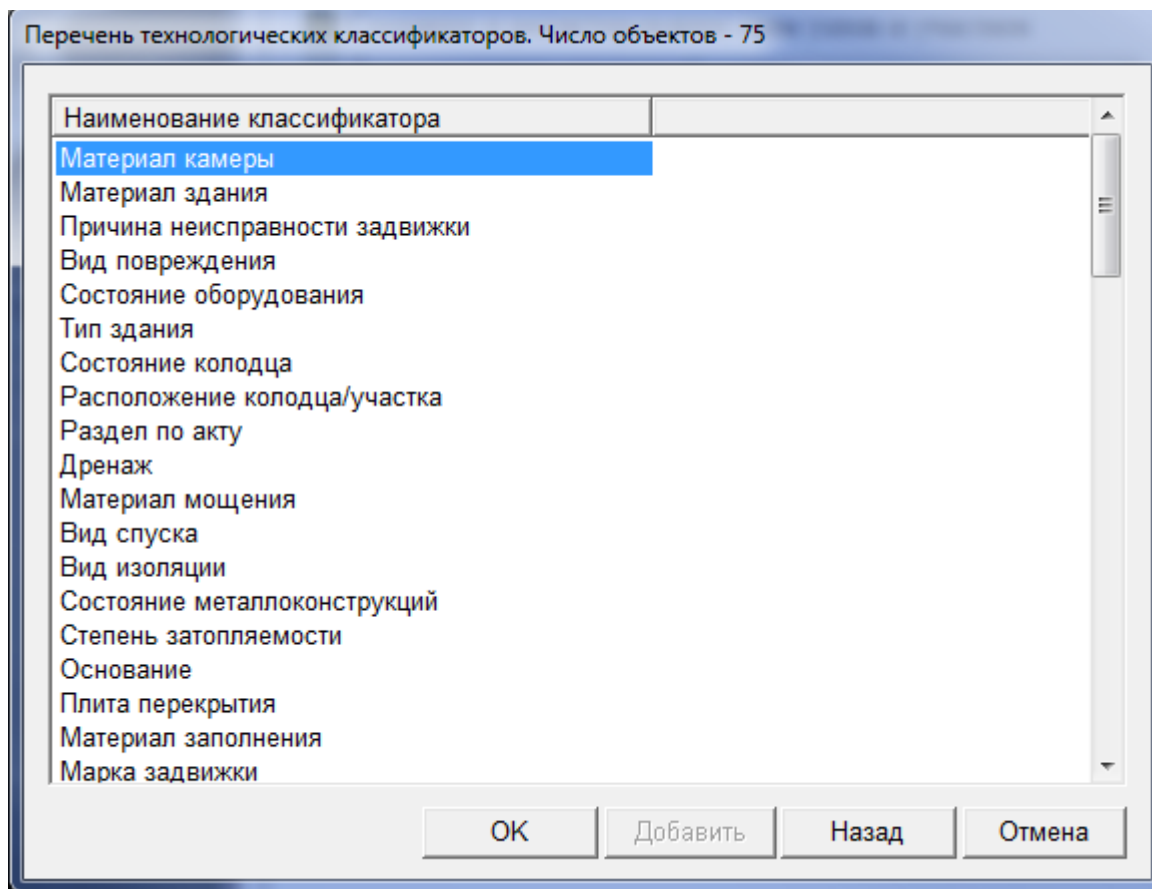 Перечень технологических классификаторов. Число объектов - 75
Наименование классификатора
Материал камеры
Материал здания
Причина неисправности задвижки
Вид повреждения
Состояние оборудования
Тип здания
Состояние колодца
Расположение колодца/участка
Раздел по акту
Дренаж
Материал мощения
Вид спуска
Вид изоляции
Состояние металлоконструкций
Степень затопляемости
Основание
Плита перекрытия
Материал заполнения
Марка задвижки
OK Добавить Назад Отмена